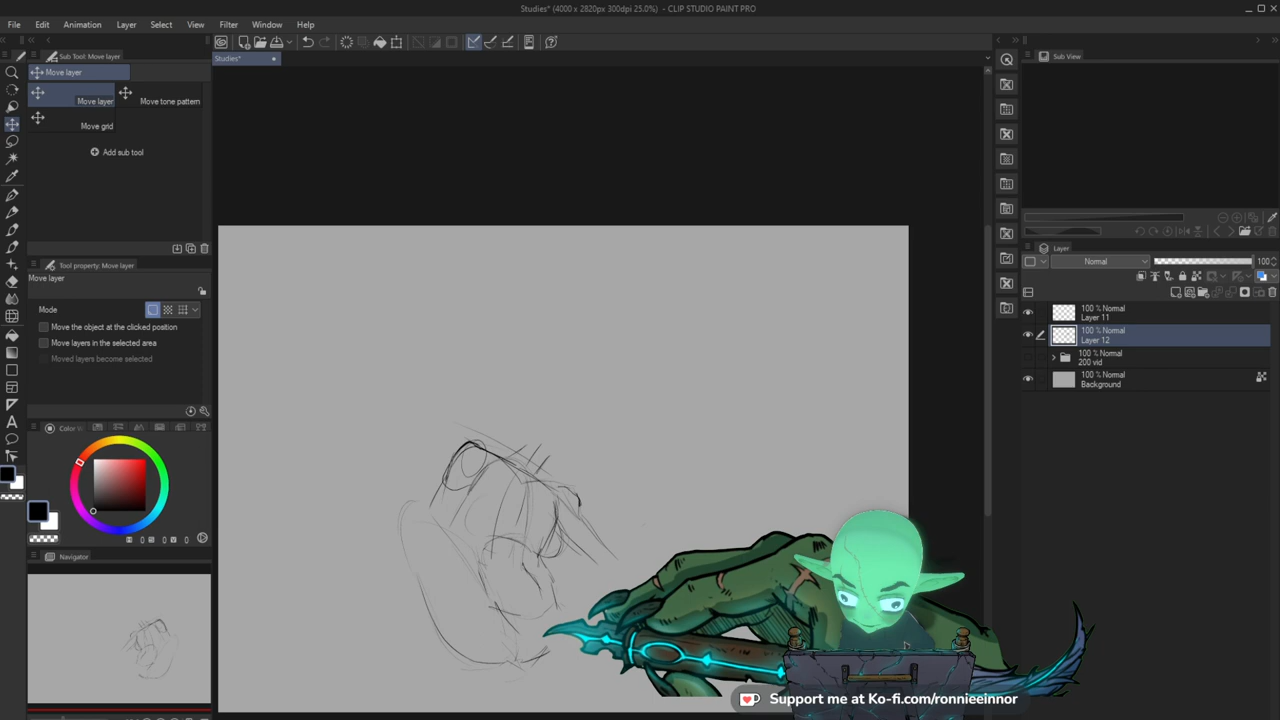 Studies* (4000 x 2820px 300dpi 25.0%) - CLIP STUDIO PAINT PRO
File Edit Animation Layer Select View Filter Window Help
Sub Tool: Move layer
Studies*
Sub View
Move layer
Move layer
Move tone pattern
Move grid
Add sub tool
Layer
Normal
100
Tool property: Move layer
Move layer
Mode
Move the object at the clicked position
Move layers in the selected area
Moved layers become selected
100 % Normal
Layer 11
100 % Normal
Layer 12
100 % Normal
200 vid
100 % Normal
Background
H 0 S 0 V 0
Navigator
Support me at Ko-fi.com/ronnieeinnor